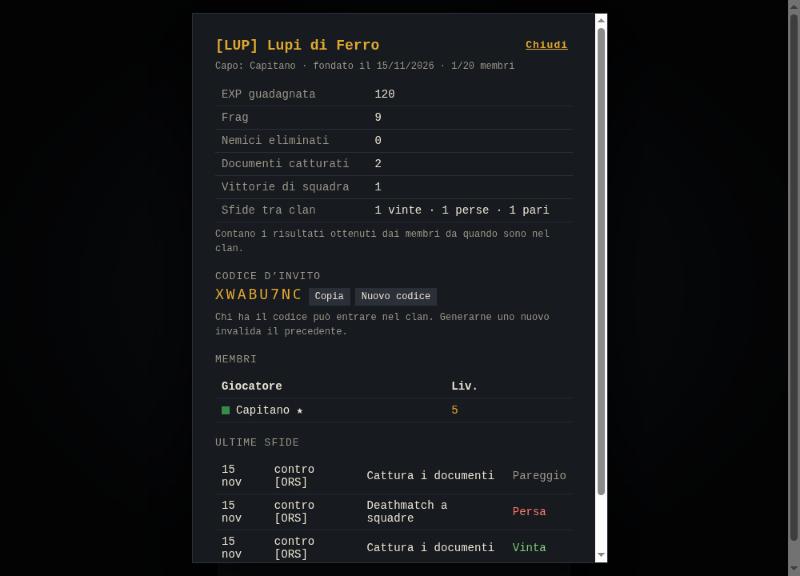 [LUP] Lupi di Ferro
Chiudi
Capo: Capitano · fondato il 15/11/2026 · 1/20 membri
EXP guadagnata 120
Frag 9
Nemici eliminati 0
Documenti catturati 2
Vittorie di squadra 1
Sfide tra clan 1 vinte · 1 perse · 1 pari
Contano i risultati ottenuti dai membri da quando sono nel
clan.
CODICE D’INVITO
XWABU7NC Copia Nuovo codice
Chi ha il codice può entrare nel clan. Generarne uno nuovo
invalida il precedente.
MEMBRI
Giocatore Liv.
Capitano ★ 5
ULTIME SFIDE
15 nov contro [ORS] Cattura i documenti Pareggio
15 nov contro [ORS] Deathmatch a squadre Persa
15 nov contro [ORS] Cattura i documenti Vinta